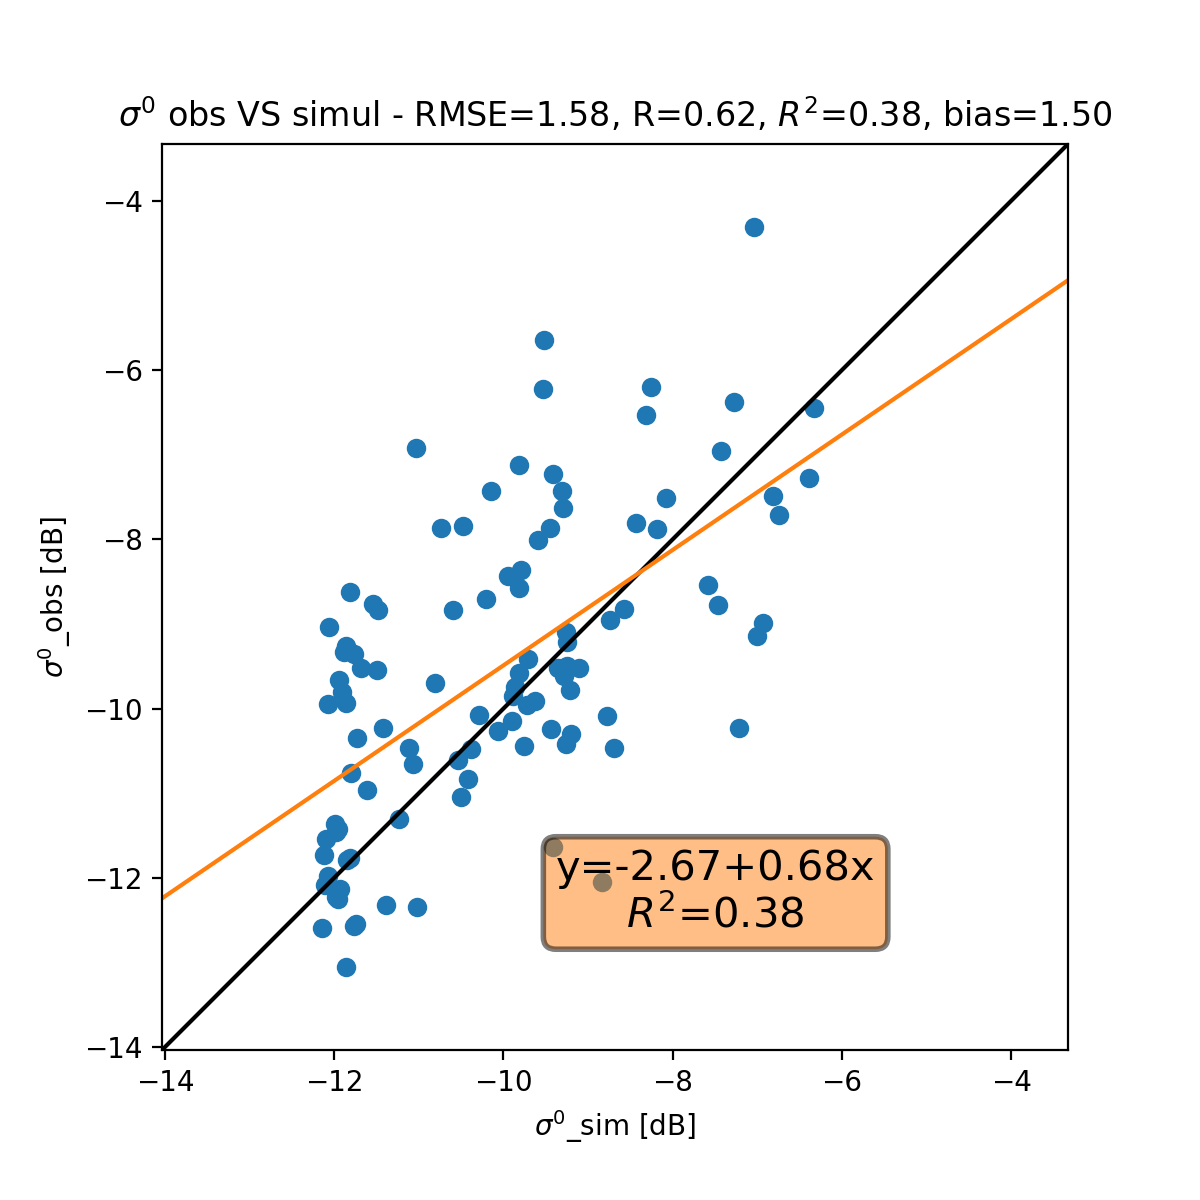 σ⁰ obs VS simul - RMSE=1.58, R=0.62, R²=0.38, bias=1.50
−4
−6
−8
−10
−12
−14
σ⁰_obs [dB]
y=-2.67+0.68x
R²=0.38
−14 −12 −10 −8 −6 −4
σ⁰_sim [dB]